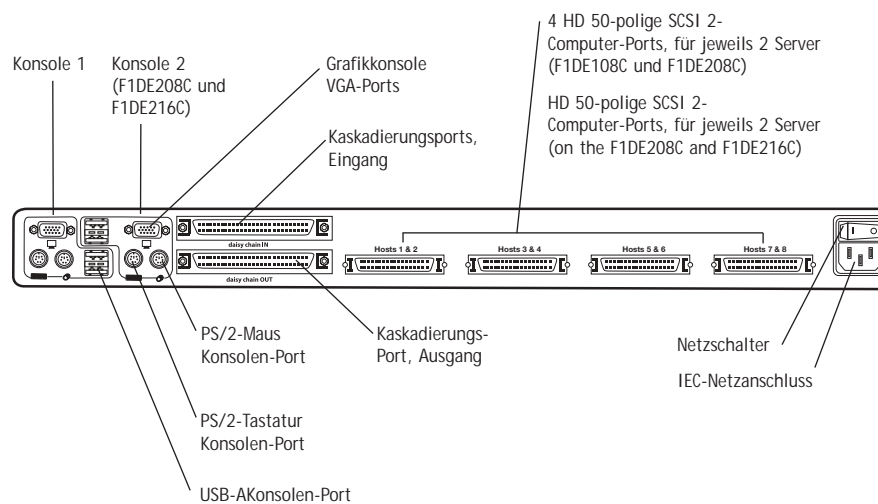 4 HD 50-polige SCSI 2-
Computer-Ports, für jeweils 2 Server
(F1DE108C und F1DE208C)
HD 50-polige SCSI 2-
Computer-Ports, für jeweils 2 Server
(on the F1DE208C and F1DE216C)
Konsole 1
Konsole 2
(F1DE208C und
F1DE216C)
Grafikkonsole
VGA-Ports
Kaskadierungsports,
Eingang
daisy chain IN
daisy chain OUT
Hosts 1 & 2
Hosts 3 & 4
Hosts 5 & 6
Hosts 7 & 8
PS/2-Maus
Konsolen-Port
Kaskadierungs-
Port, Ausgang
Netzschalter
IEC-Netzanschluss
PS/2-Tastatur
Konsolen-Port
USB-AKonsolen-Port